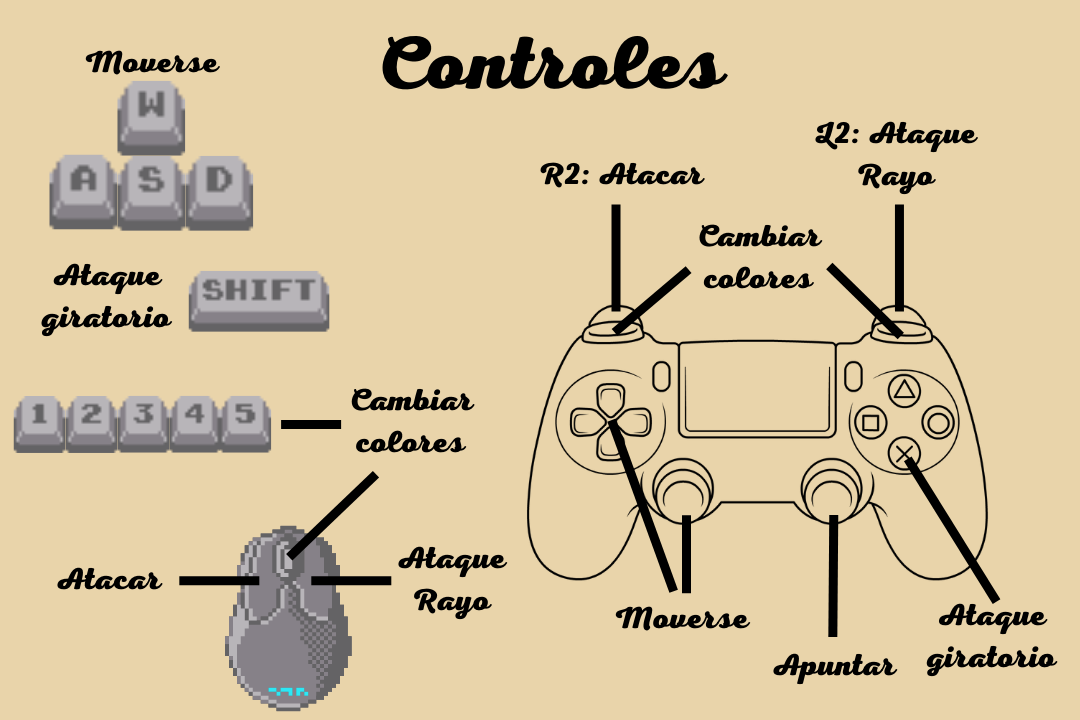 Controles
Moverse
W
A S D
Ataque
giratorio
SHIFT
1 2 3 4 5
Cambiar
colores
Atacar
Ataque
Rayo
R2: Atacar
L2: Ataque
Rayo
Cambiar
colores
Moverse
Apuntar
Ataque
giratorio